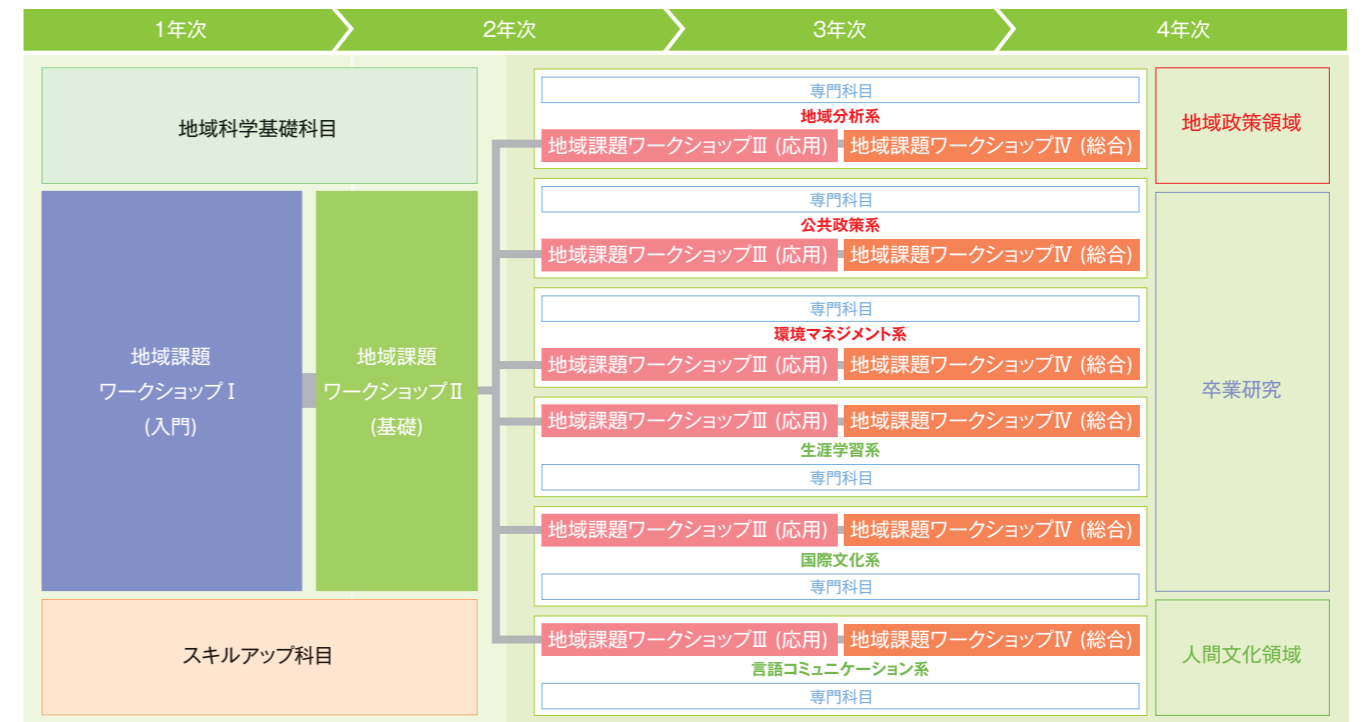 1年次
2年次
3年次
4年次
地域科学基礎科目
地域課題
ワークショップⅠ
(入門)
地域課題
ワークショップⅡ
(基礎)
スキルアップ科目
専門科目
地域分析系
地域課題ワークショップⅢ (応用)
地域課題ワークショップⅣ (総合)
専門科目
公共政策系
地域課題ワークショップⅢ (応用)
地域課題ワークショップⅣ (総合)
専門科目
環境マネジメント系
地域課題ワークショップⅢ (応用)
地域課題ワークショップⅣ (総合)
地域課題ワークショップⅢ (応用)
地域課題ワークショップⅣ (総合)
生涯学習系
専門科目
地域課題ワークショップⅢ (応用)
地域課題ワークショップⅣ (総合)
国際文化系
専門科目
地域課題ワークショップⅢ (応用)
地域課題ワークショップⅣ (総合)
言語コミュニケーション系
専門科目
地域政策領域
卒業研究
人間文化領域